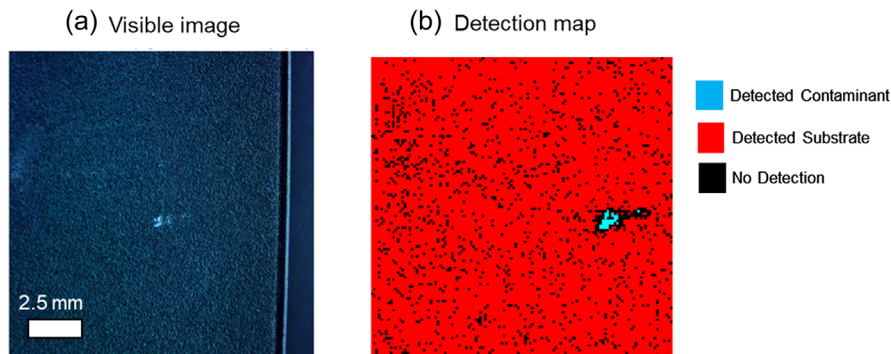 (a) Visible image
(b) Detection map
Detected Contaminant
Detected Substrate
No Detection
2.5 mm